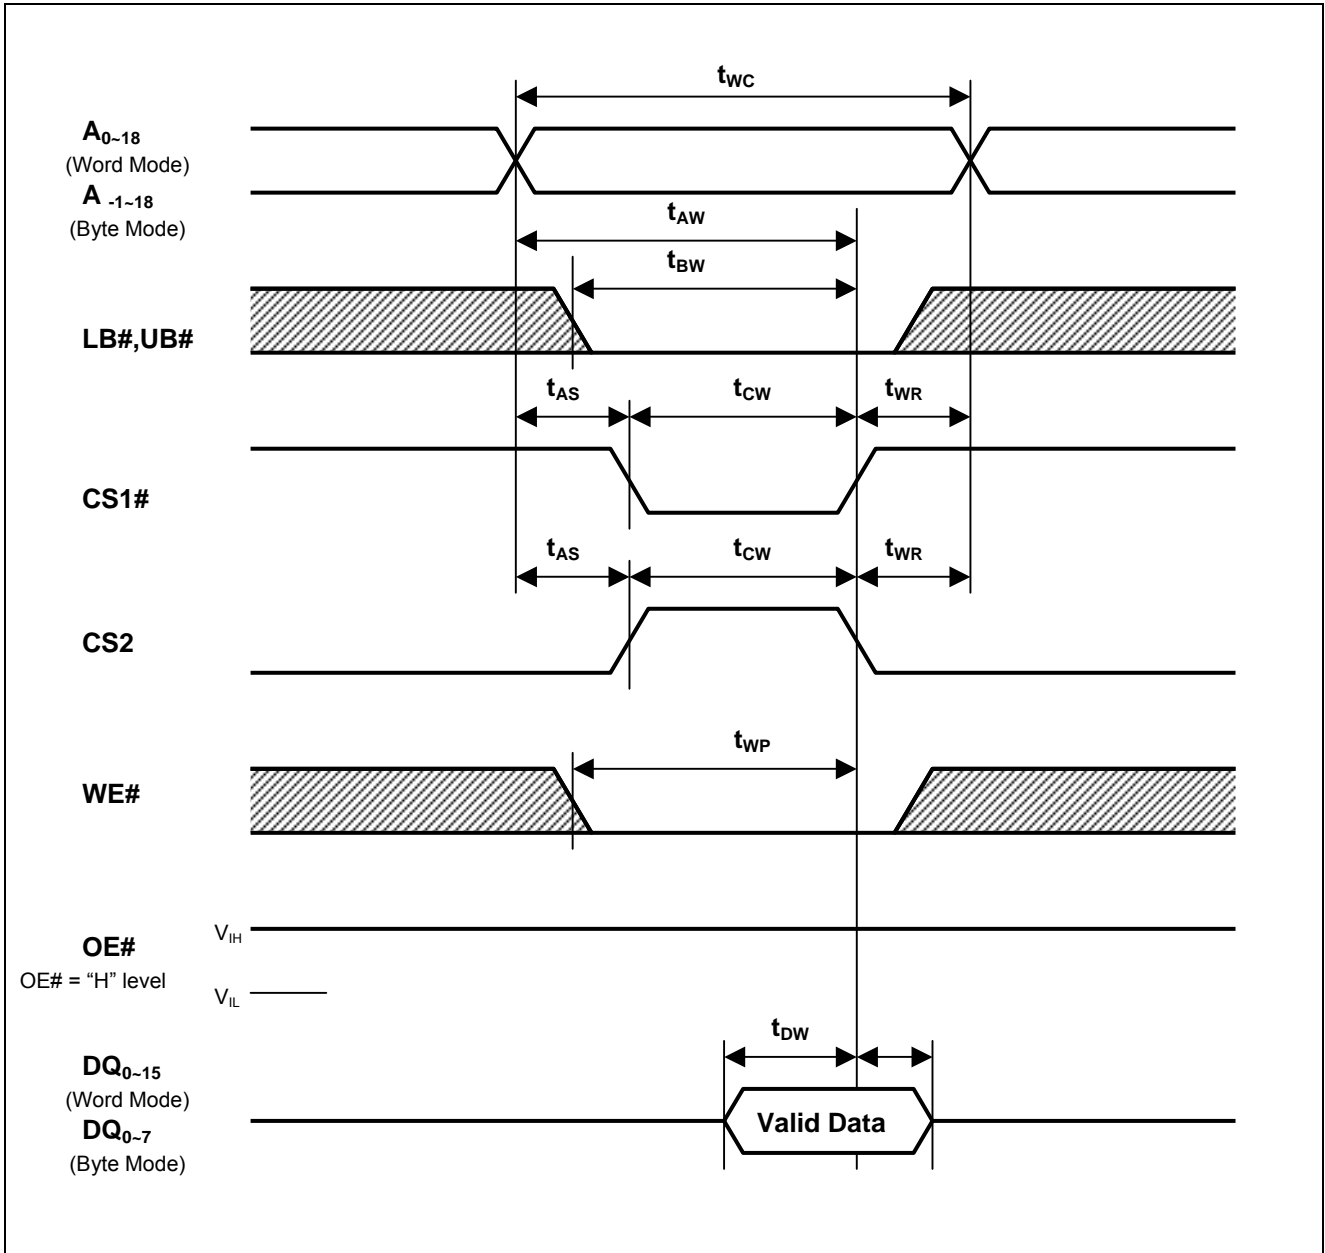 tWC
A0~18
(Word Mode)
A -1~18
(Byte Mode)
tAW
tBW
LB#,UB#
tAS tCW tWR
CS1#
tAS tCW tWR
CS2
tWP
WE#
VIH
OE#
OE# = “H” level
VIL
tDW
DQ0~15
(Word Mode)
Valid Data
DQ0~7
(Byte Mode)